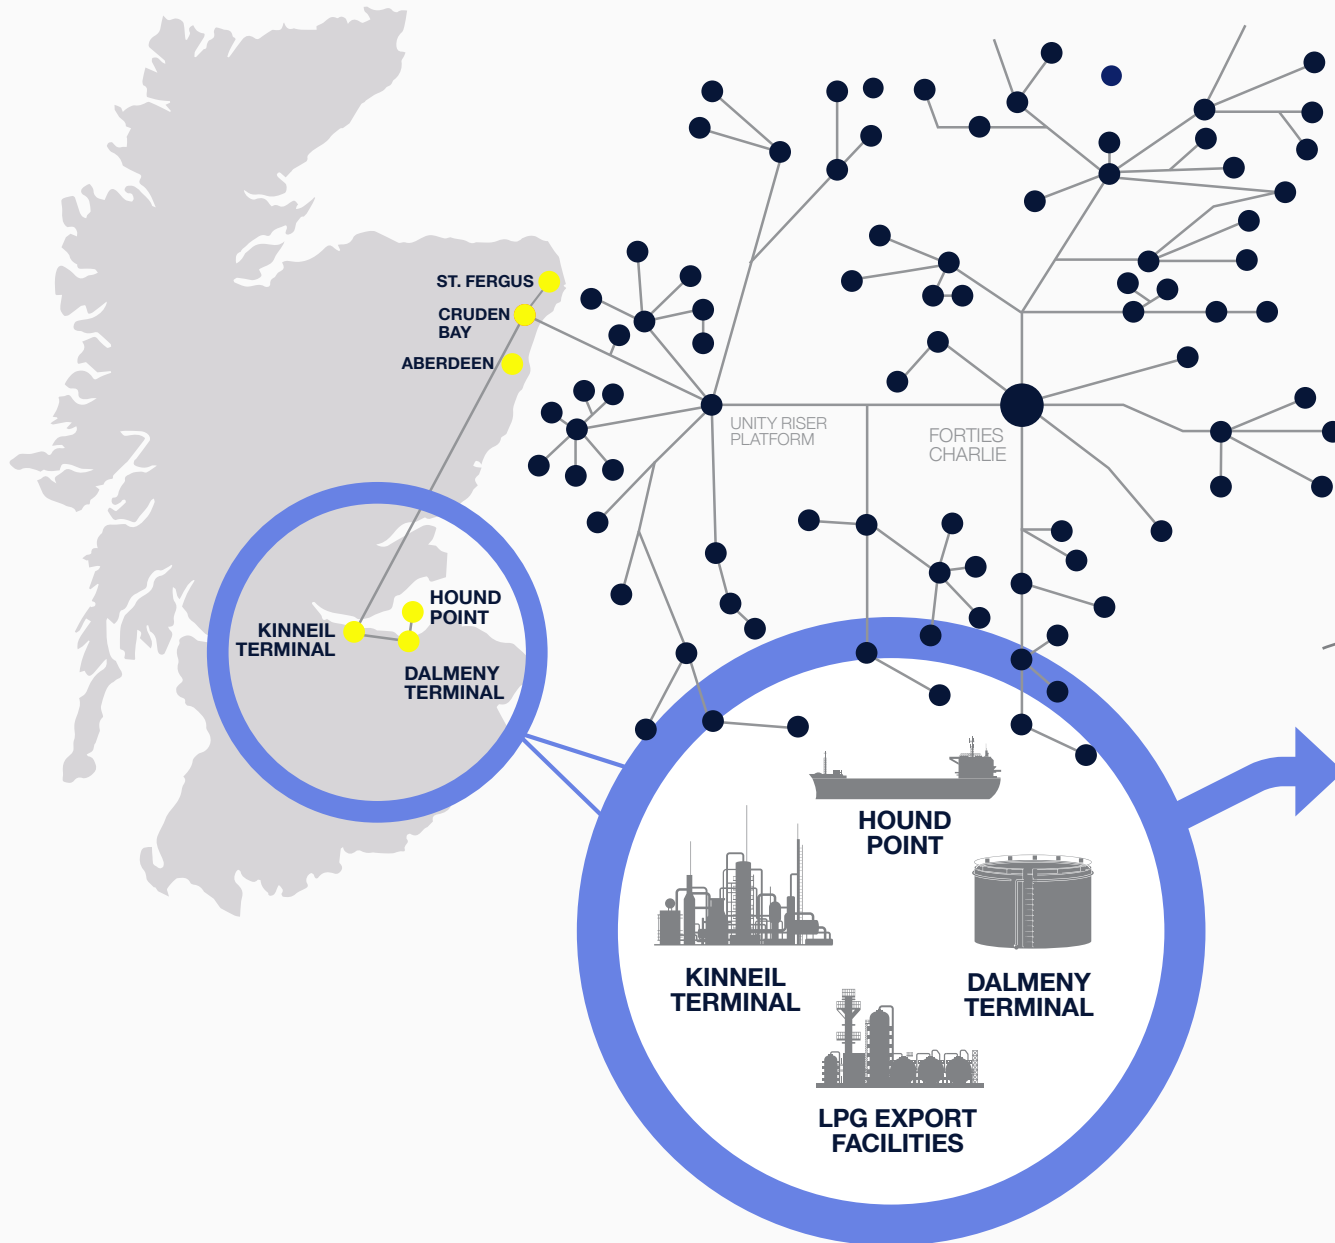 ST. FERGUS
CRUDEN
BAY
ABERDEEN
UNITY RISER
PLATFORM
FORTIES
CHARLIE
HOUND
POINT
KINNEIL
TERMINAL
DALMENY
TERMINAL
HOUND
POINT
KINNEIL
TERMINAL
DALMENY
TERMINAL
LPG EXPORT
FACILITIES